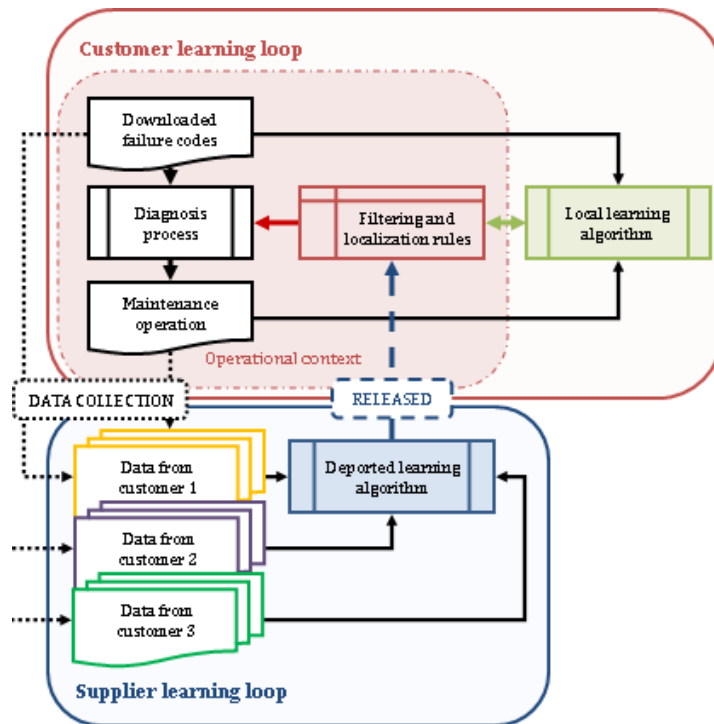 Customer learning loop
Downloaded
failure codes
Diagnosis
process
Filtering and
localization rules
Local learning
algorithm
Maintenance
operation
Operational context
DATA COLLECTION
RELEASED
Data from
customer 1
Deported learning
algorithm
Data from
customer 2
Data from
customer 3
Supplier learning loop